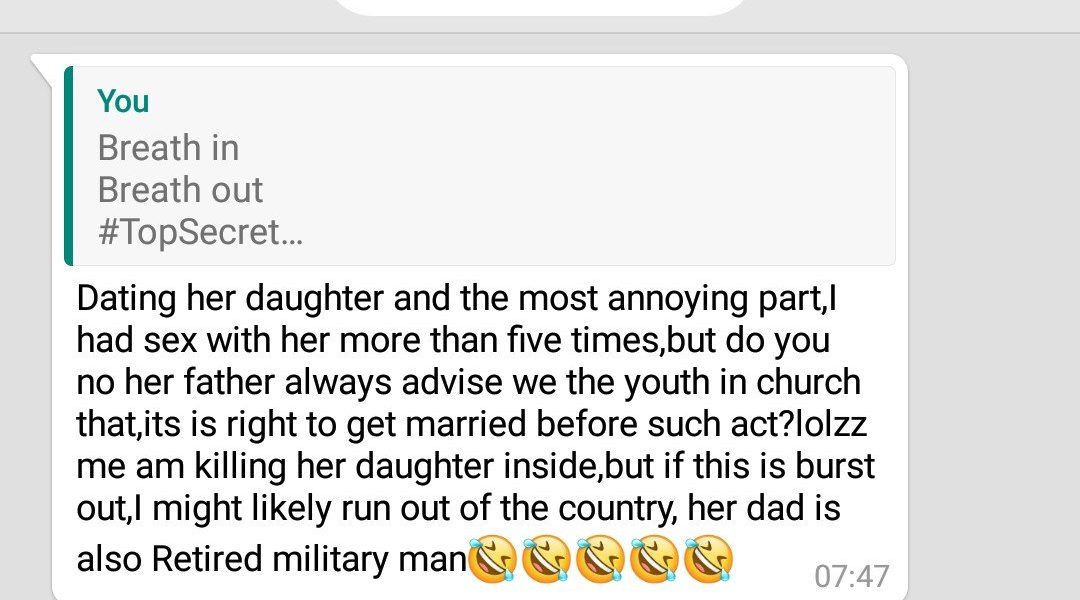 You
Breath in
Breath out
#TopSecret...
Dating her daughter and the most annoying part,I
had sex with her more than five times,but do you
no her father always advise we the youth in church
that,its is right to get married before such act?lolzz
me am killing her daughter inside,but if this is burst
out,I might likely run out of the country, her dad is
also Retired military man🤣🤣🤣🤣🤣
07:47